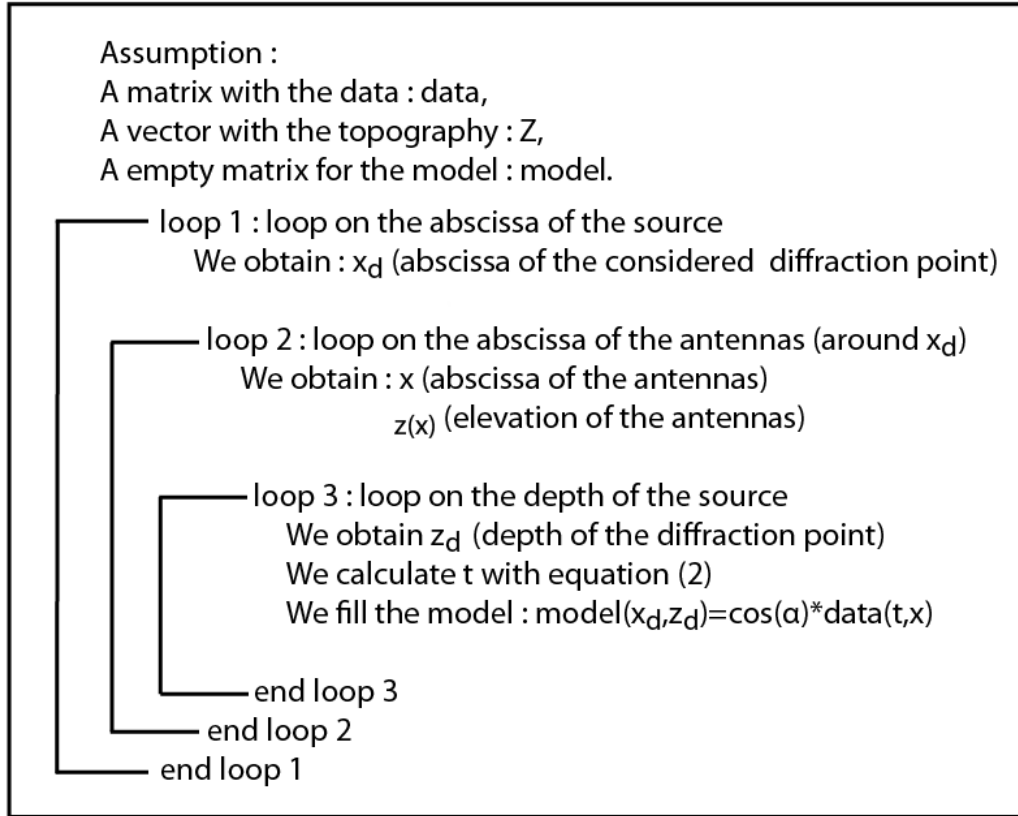 Assumption :
A matrix with the data : data,
A vector with the topography : Z,
A empty matrix for the model : model.
loop 1 : loop on the abscissa of the source
We obtain : xd (abscissa of the considered diffraction point)
loop 2 : loop on the abscissa of the antennas (around xd)
We obtain : x (abscissa of the antennas)
z(x) (elevation of the antennas)
loop 3 : loop on the depth of the source
We obtain zd (depth of the diffraction point)
We calculate t with equation (2)
We fill the model : model(xd,zd)=cos(α)*data(t,x)
end loop 3
end loop 2
end loop 1